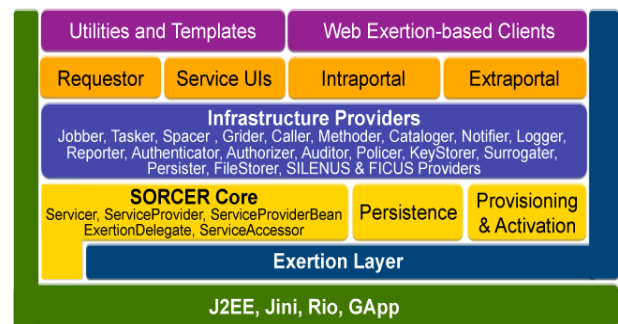 Utilities and Templates
Web Exertion-based Clients
Requestor
Service UIs
Intraportal
Extraportal
Infrastructure Providers
Jobber, Tasker, Spacer , Grider, Caller, Methoder, Cataloger, Notifier, Logger,
Reporter, Authenticator, Authorizer, Auditor, Policer, KeyStorer, Surrogater,
Persister, FileStorer, SILENUS & FICUS Providers
SORCER Core
Servicer, ServiceProvider, ServiceProviderBean
ExertionDelegate, ServiceAccessor
Persistence
Provisioning
& Activation
Exertion Layer
J2EE, Jini, Rio, GApp